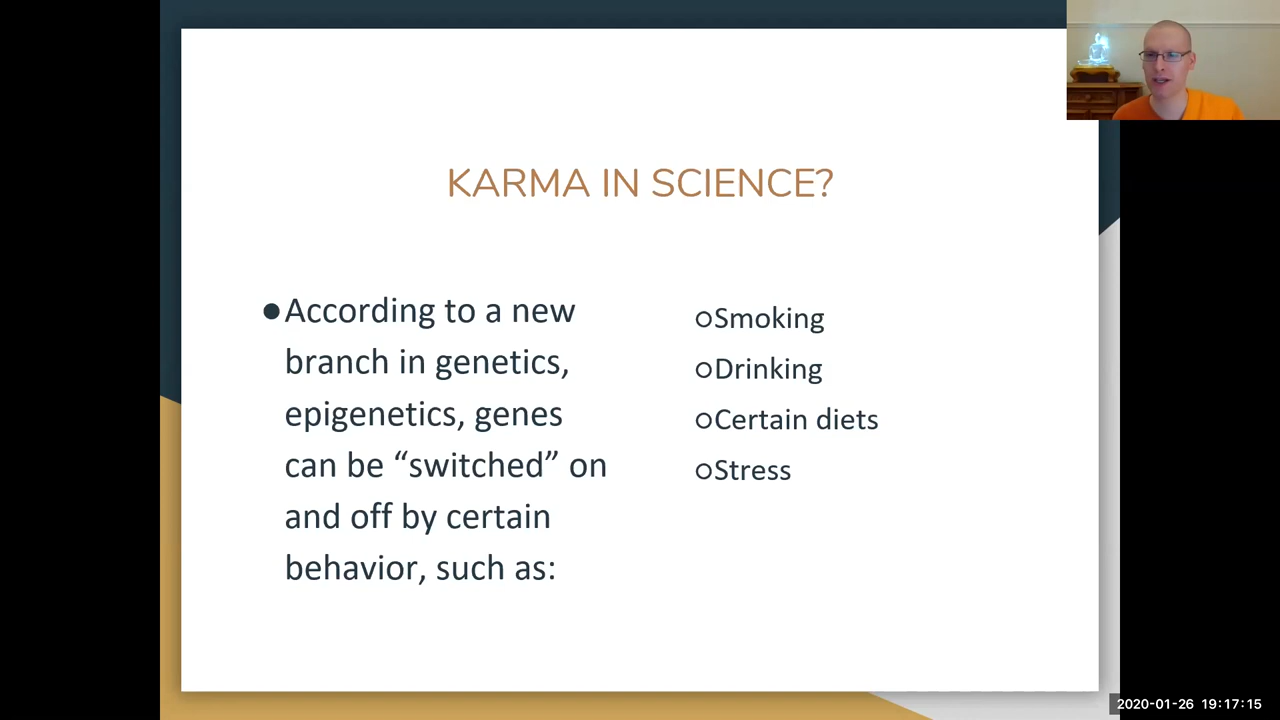 KARMA IN SCIENCE?
●According to a new
branch in genetics,
epigenetics, genes
can be “switched” on
and off by certain
behavior, such as:
○Smoking
○Drinking
○Certain diets
○Stress
2020-01-26 19:17:15